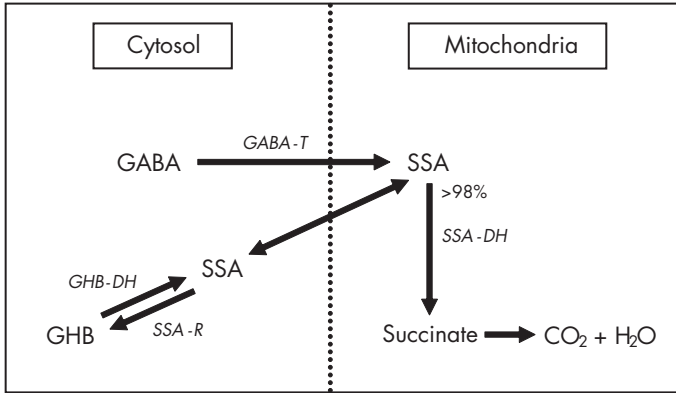 Cytosol
Mitochondria
GABA-T
GABA
SSA
>98%
SSA-DH
SSA
GHB-DH
GHB
SSA-R
Succinate
CO₂ + H₂O